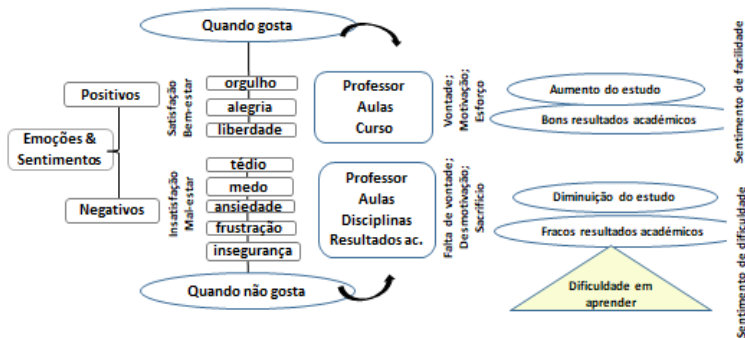 Quando gosta
Emoções &
Sentimentos
Positivos
Negativos
Satisfação
Bem-estar
orgulho
alegria
liberdade
Professor
Aulas
Curso
Vontade;
Motivação;
Esforço
Aumento do estudo
Bons resultados académicos
Sentimento de facilidade
Insatisfação
Mal-estar
tédio
medo
ansiedade
frustração
insegurança
Professor
Aulas
Disciplinas
Resultados ac.
Falta de vontade;
Desmotivação;
Sacrifício
Diminuição do estudo
Fracos resultados académicos
Dificuldade em
aprender
Sentimento de dificuldade
Quando não gosta